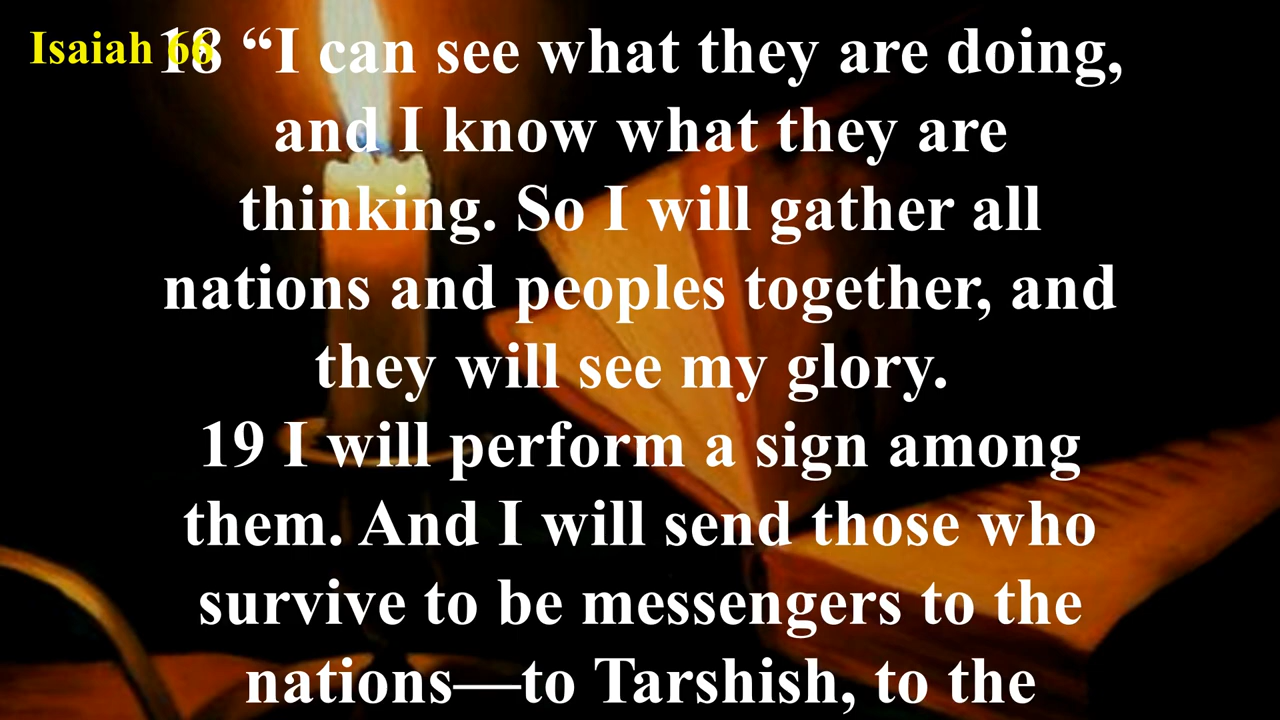 Isaiah 66
18 “I can see what they are doing,
and I know what they are
thinking. So I will gather all
nations and peoples together, and
they will see my glory.
19 I will perform a sign among
them. And I will send those who
survive to be messengers to the
nations—to Tarshish, to the